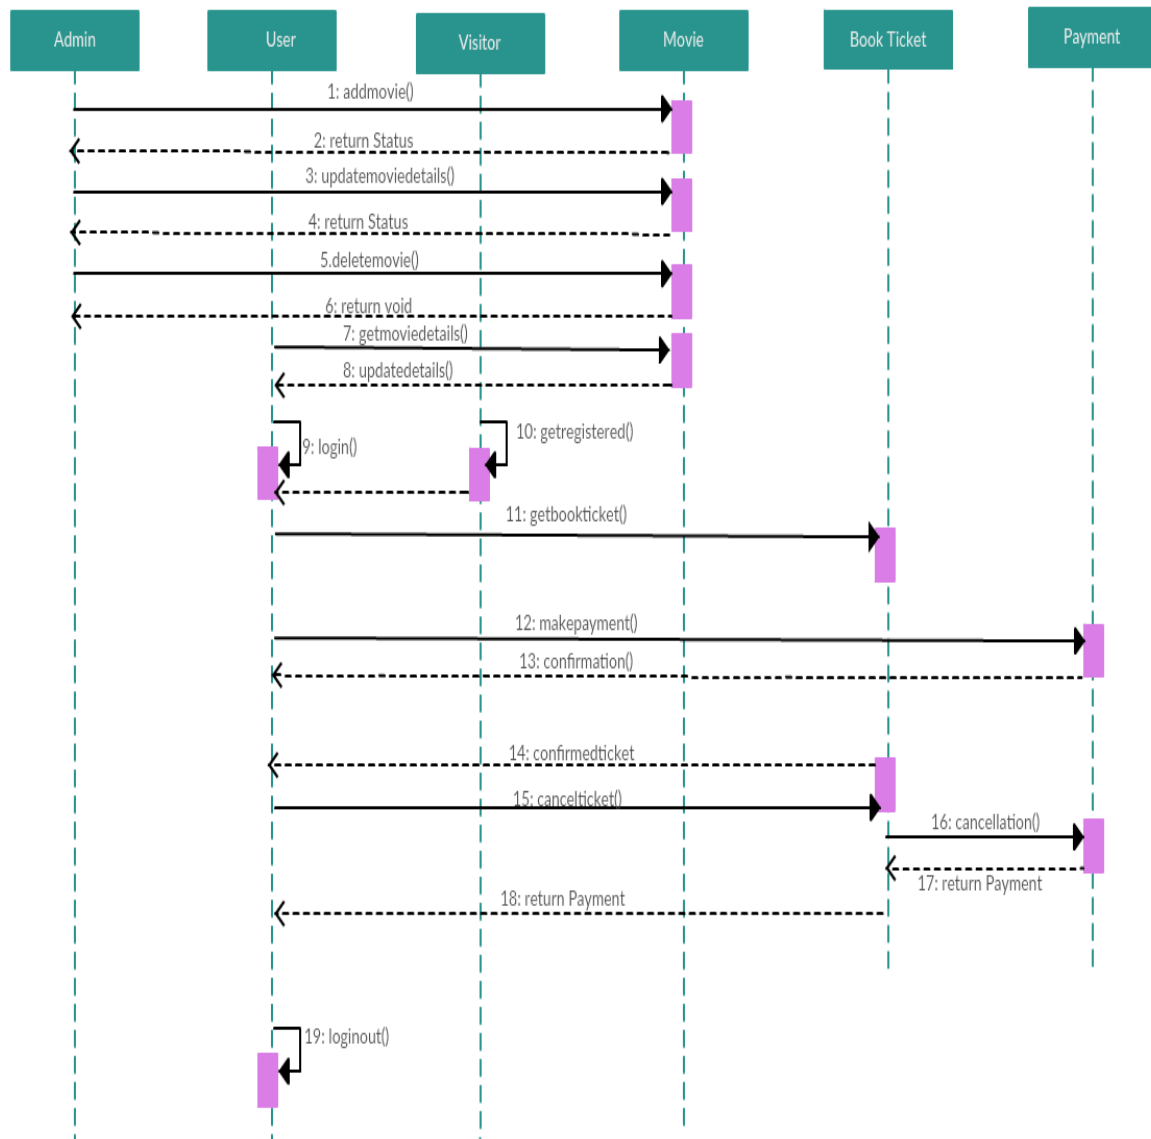 Admin
User
Visitor
Movie
Book Ticket
Payment
1: addmovie()
2: return Status
3: updatemoviedetails()
4: return Status
5.deletemovie()
6: return void
7: getmoviedetails()
8: updatedetails()
9: login()
10: getregistered()
11: getbookticket()
12: makepayment()
13: confirmation()
14: confirmedticket
15: cancelticket()
16: cancellation()
17: return Payment
18: return Payment
19: loginout()